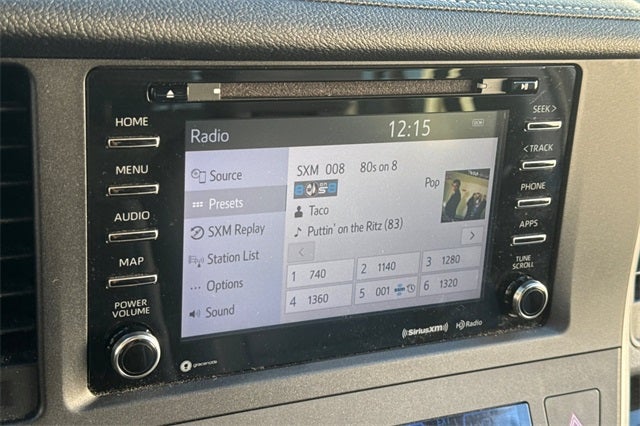 HOME
MENU
AUDIO
MAP
POWER
VOLUME
Radio
12:15
Source
Presets
SXM Replay
Station List
Options
Sound
SXM 008 80s on 8
Pop
Taco
Puttin' on the Ritz (83)
1 740
2 1140
3 1280
4 1360
5 001
6 1320
SEEK >
< TRACK
PHONE
APPS
TUNE
SCROLL
gracenote
SiriusXM
HD Radio